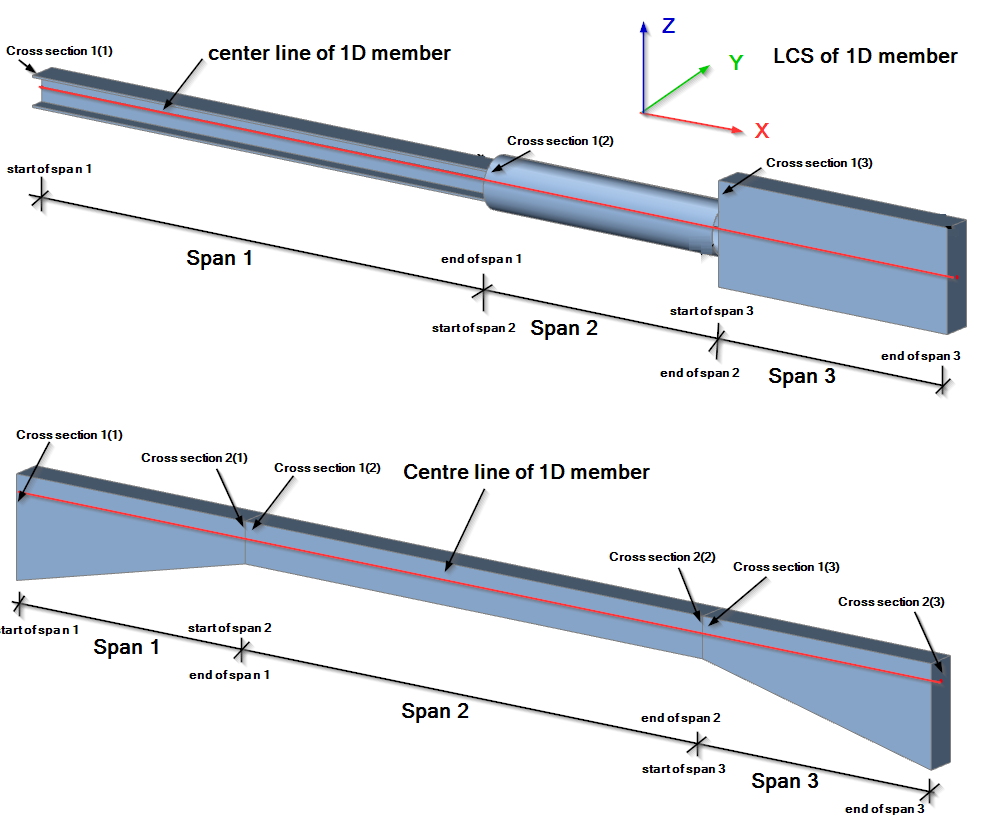 Z
Cross section 1(1)
center line of 1D member
LCS of 1D member
Y
X
Cross section 1(2)
Cross section 1(3)
start of span 1
Span 1
end of span 1
start of span 2
Span 2
start of span 3
end of span 2
end of span 3
Span 3
Cross section 1(1)
Cross section 2(1)
Cross section 1(2)
Centre line of 1D member
Cross section 2(2)
Cross section 1(3)
Cross section 2(3)
start of span 1
Span 1
start of span 2
end of span 1
Span 2
end of span 2
start of span 3
Span 3
end of span 3